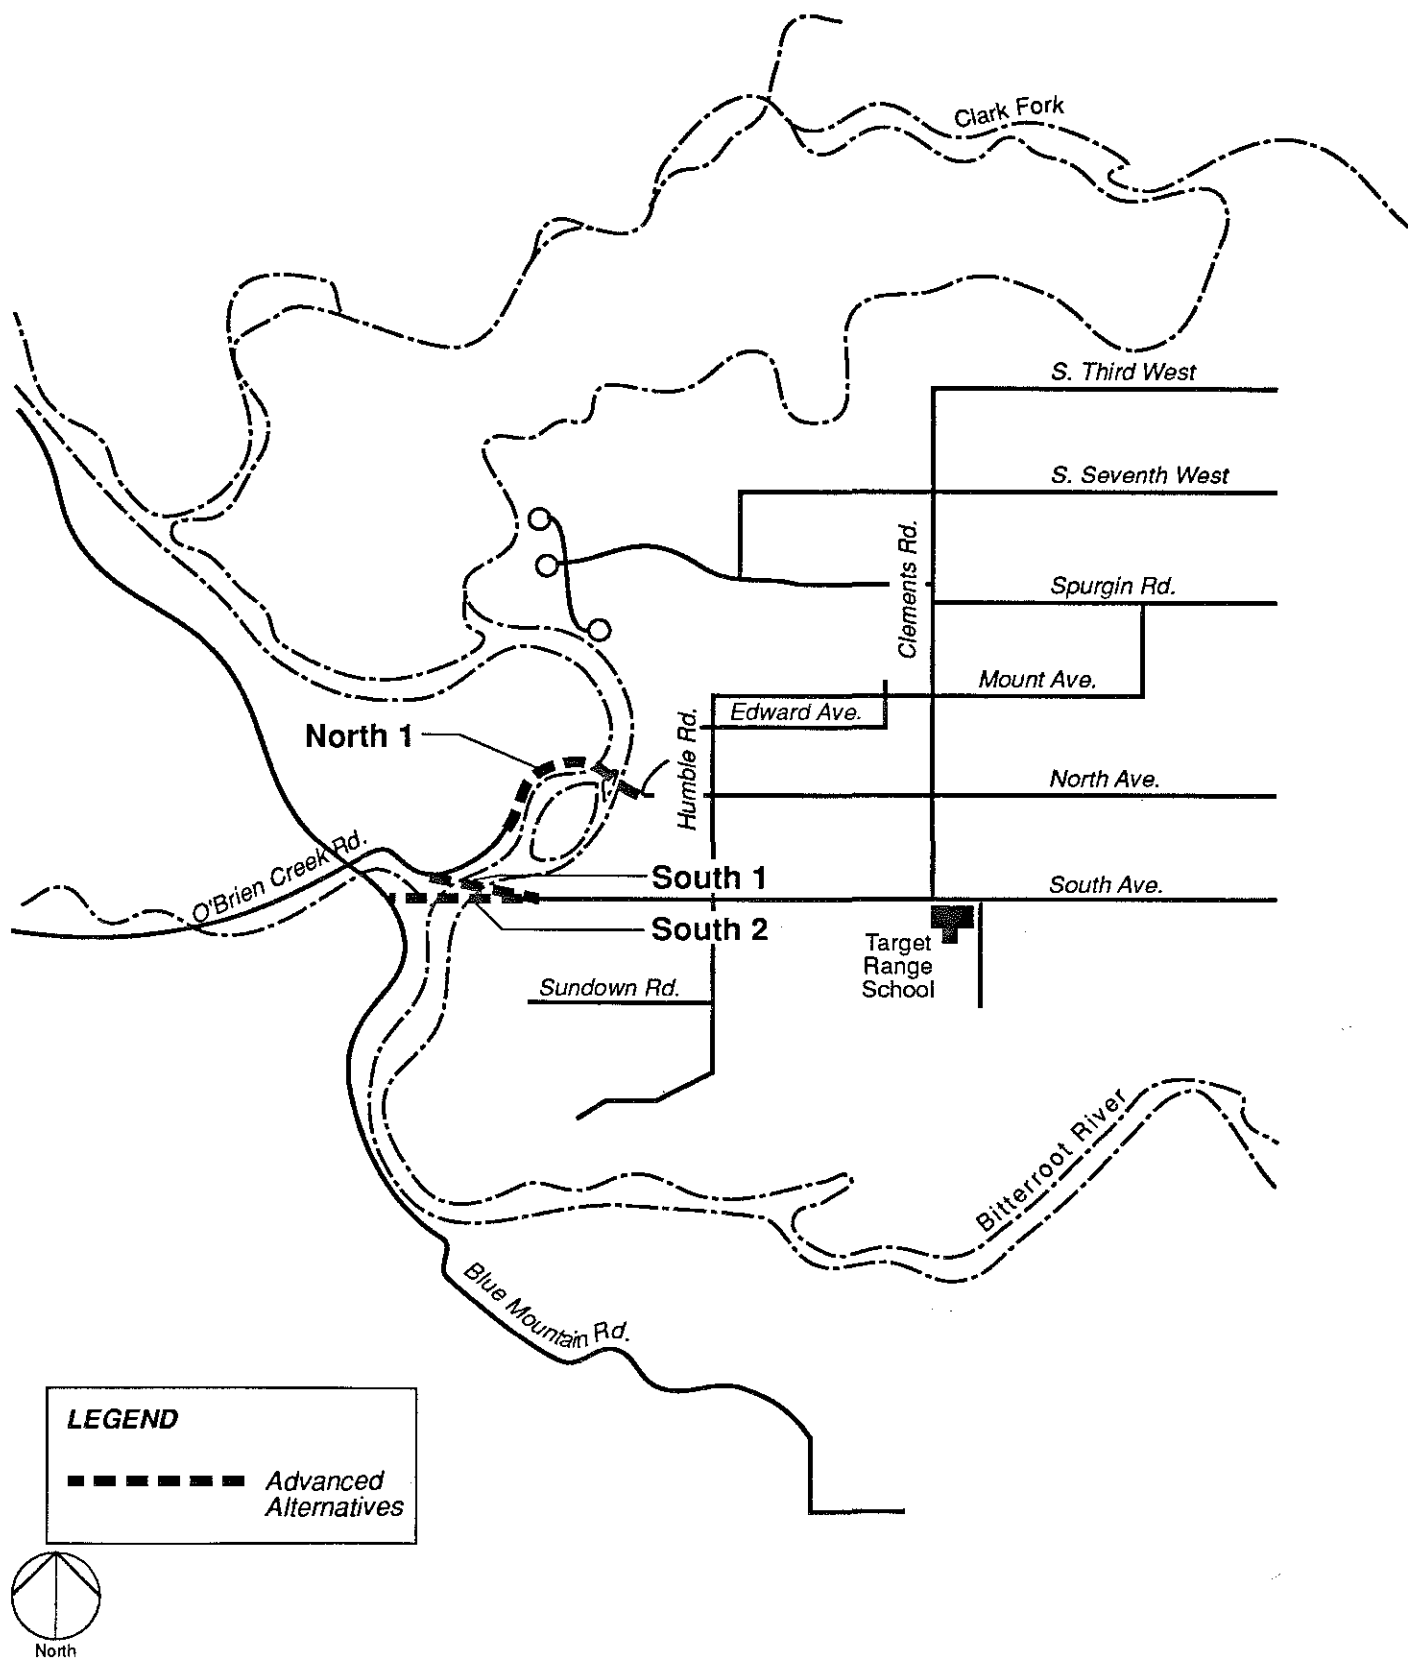 Clark Fork
S. Third West
S. Seventh West
Clements Rd.
Spurgin Rd.
Mount Ave.
Edward Ave.
Humble Rd.
North 1
North Ave.
O'Brien Creek Rd.
South 1
South Ave.
South 2
Target
Range
School
Sundown Rd.
Bitterroot River
Blue Mountain Rd.
LEGEND
Advanced
Alternatives
North